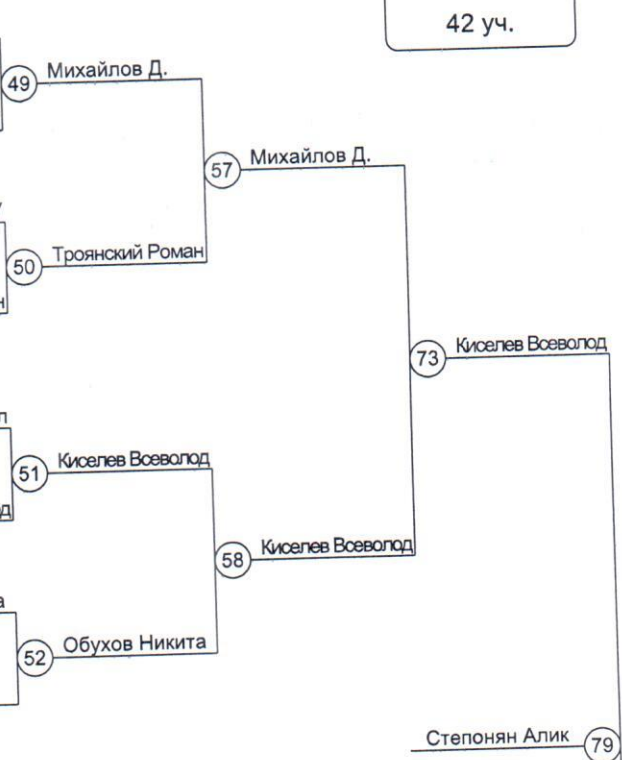 42 уч.
49 Михайлов Д.
57 Михайлов Д.
50 Троянский Роман
73 Киселев Всеволод
51 Киселев Всеволод
58 Киселев Всеволод
52 Обухов Никита
Степонян Алик 79